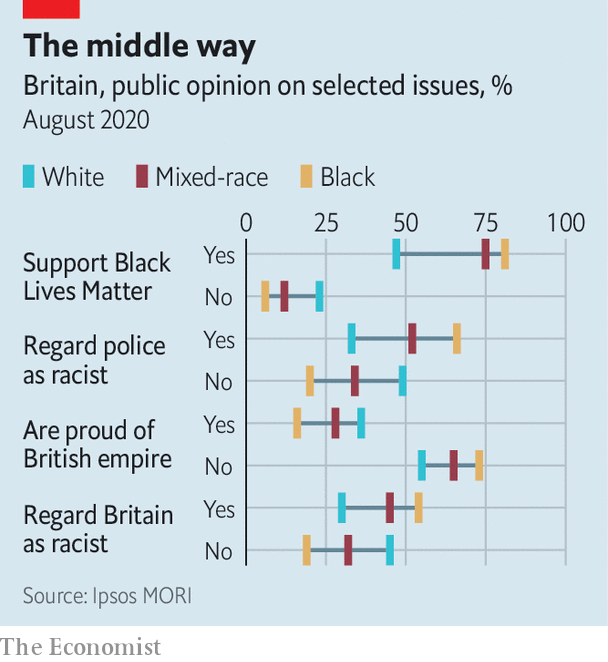 The middle way
Britain, public opinion on selected issues, %
August 2020
White Mixed-race Black
0 25 50 75 100
Support Black
Lives Matter
Yes
No
Regard police
as racist
Yes
No
Are proud of
British empire
Yes
No
Regard Britain
as racist
Yes
No
Source: Ipsos MORI
The Economist